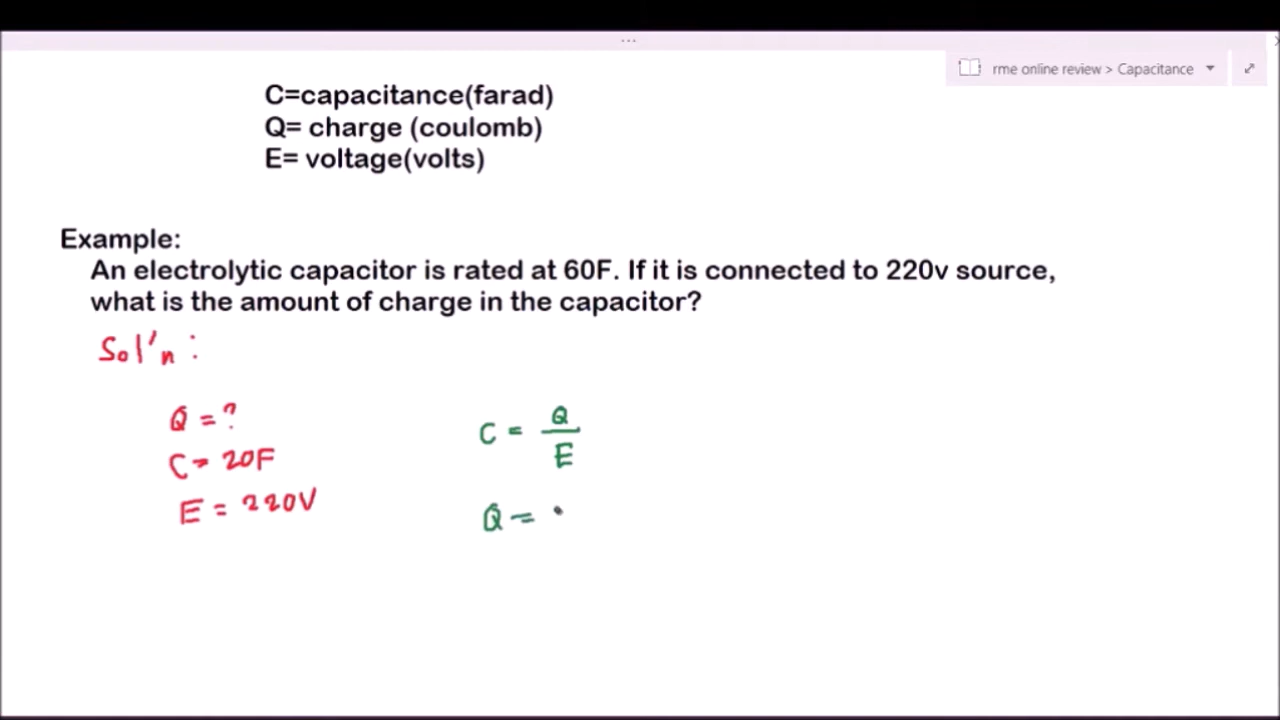 rme online review > Capacitance
C=capacitance(farad)
Q= charge (coulomb)
E= voltage(volts)
Example:
An electrolytic capacitor is rated at 60F. If it is connected to 220v source,
what is the amount of charge in the capacitor?
Sol'n :
Q = ?
C = 20F
E = 220V
C = Q
E
Q =